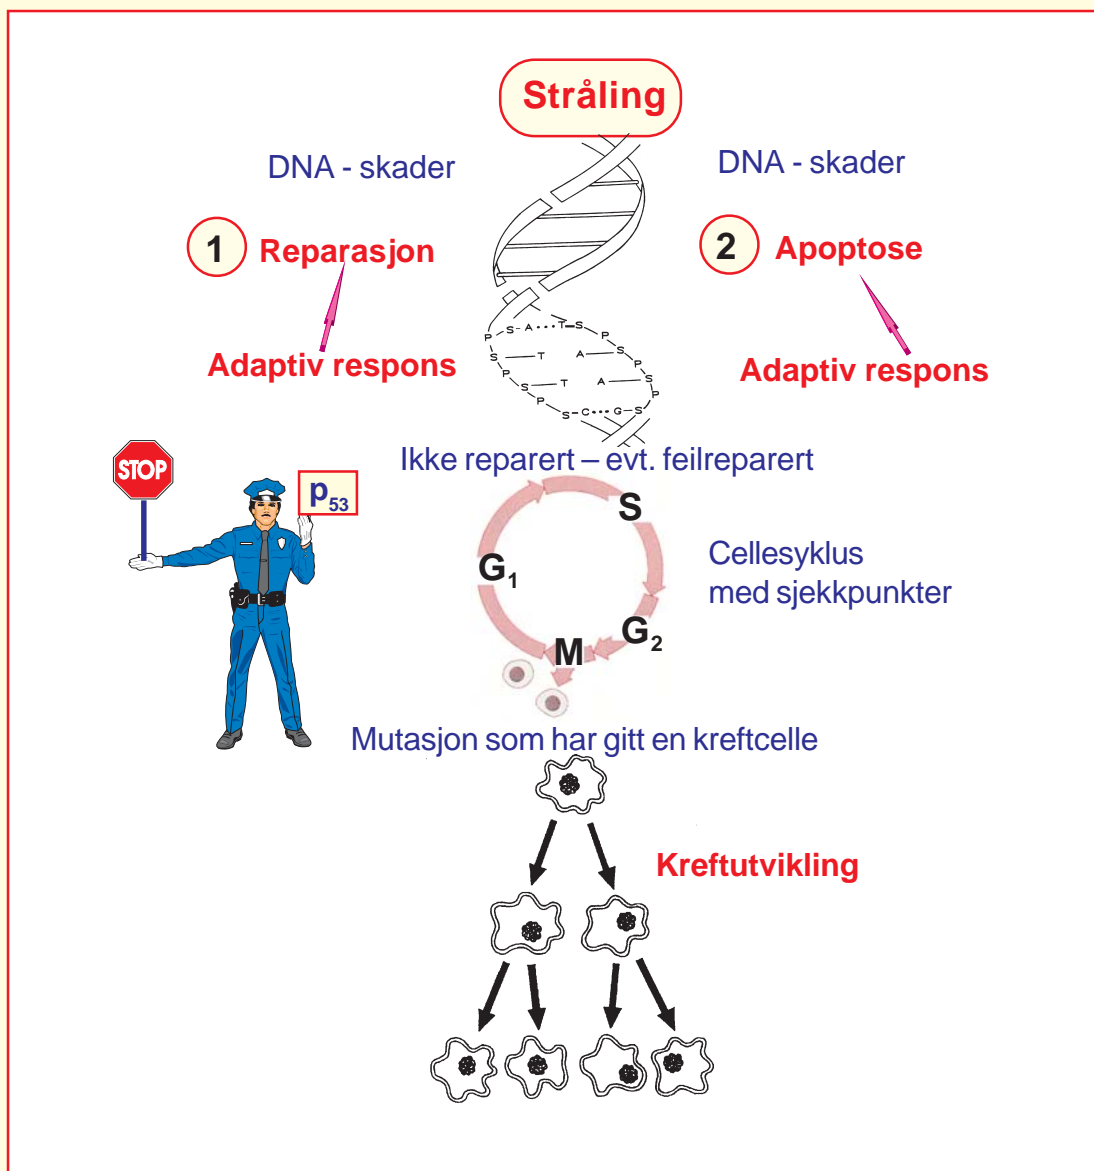 Stråling
DNA - skader
DNA - skader
1 Reparasjon
2 Apoptose
Adaptiv respons
Adaptiv respons
P S A T S P S P S P
S T A S
P S P S T A S
P S C G S
Ikke reparert – evt. feilreparert
STOP
p53
S
G1
G2
M
Cellesyklus
med sjekkpunkter
Mutasjon som har gitt en kreftcelle
Kreftutvikling